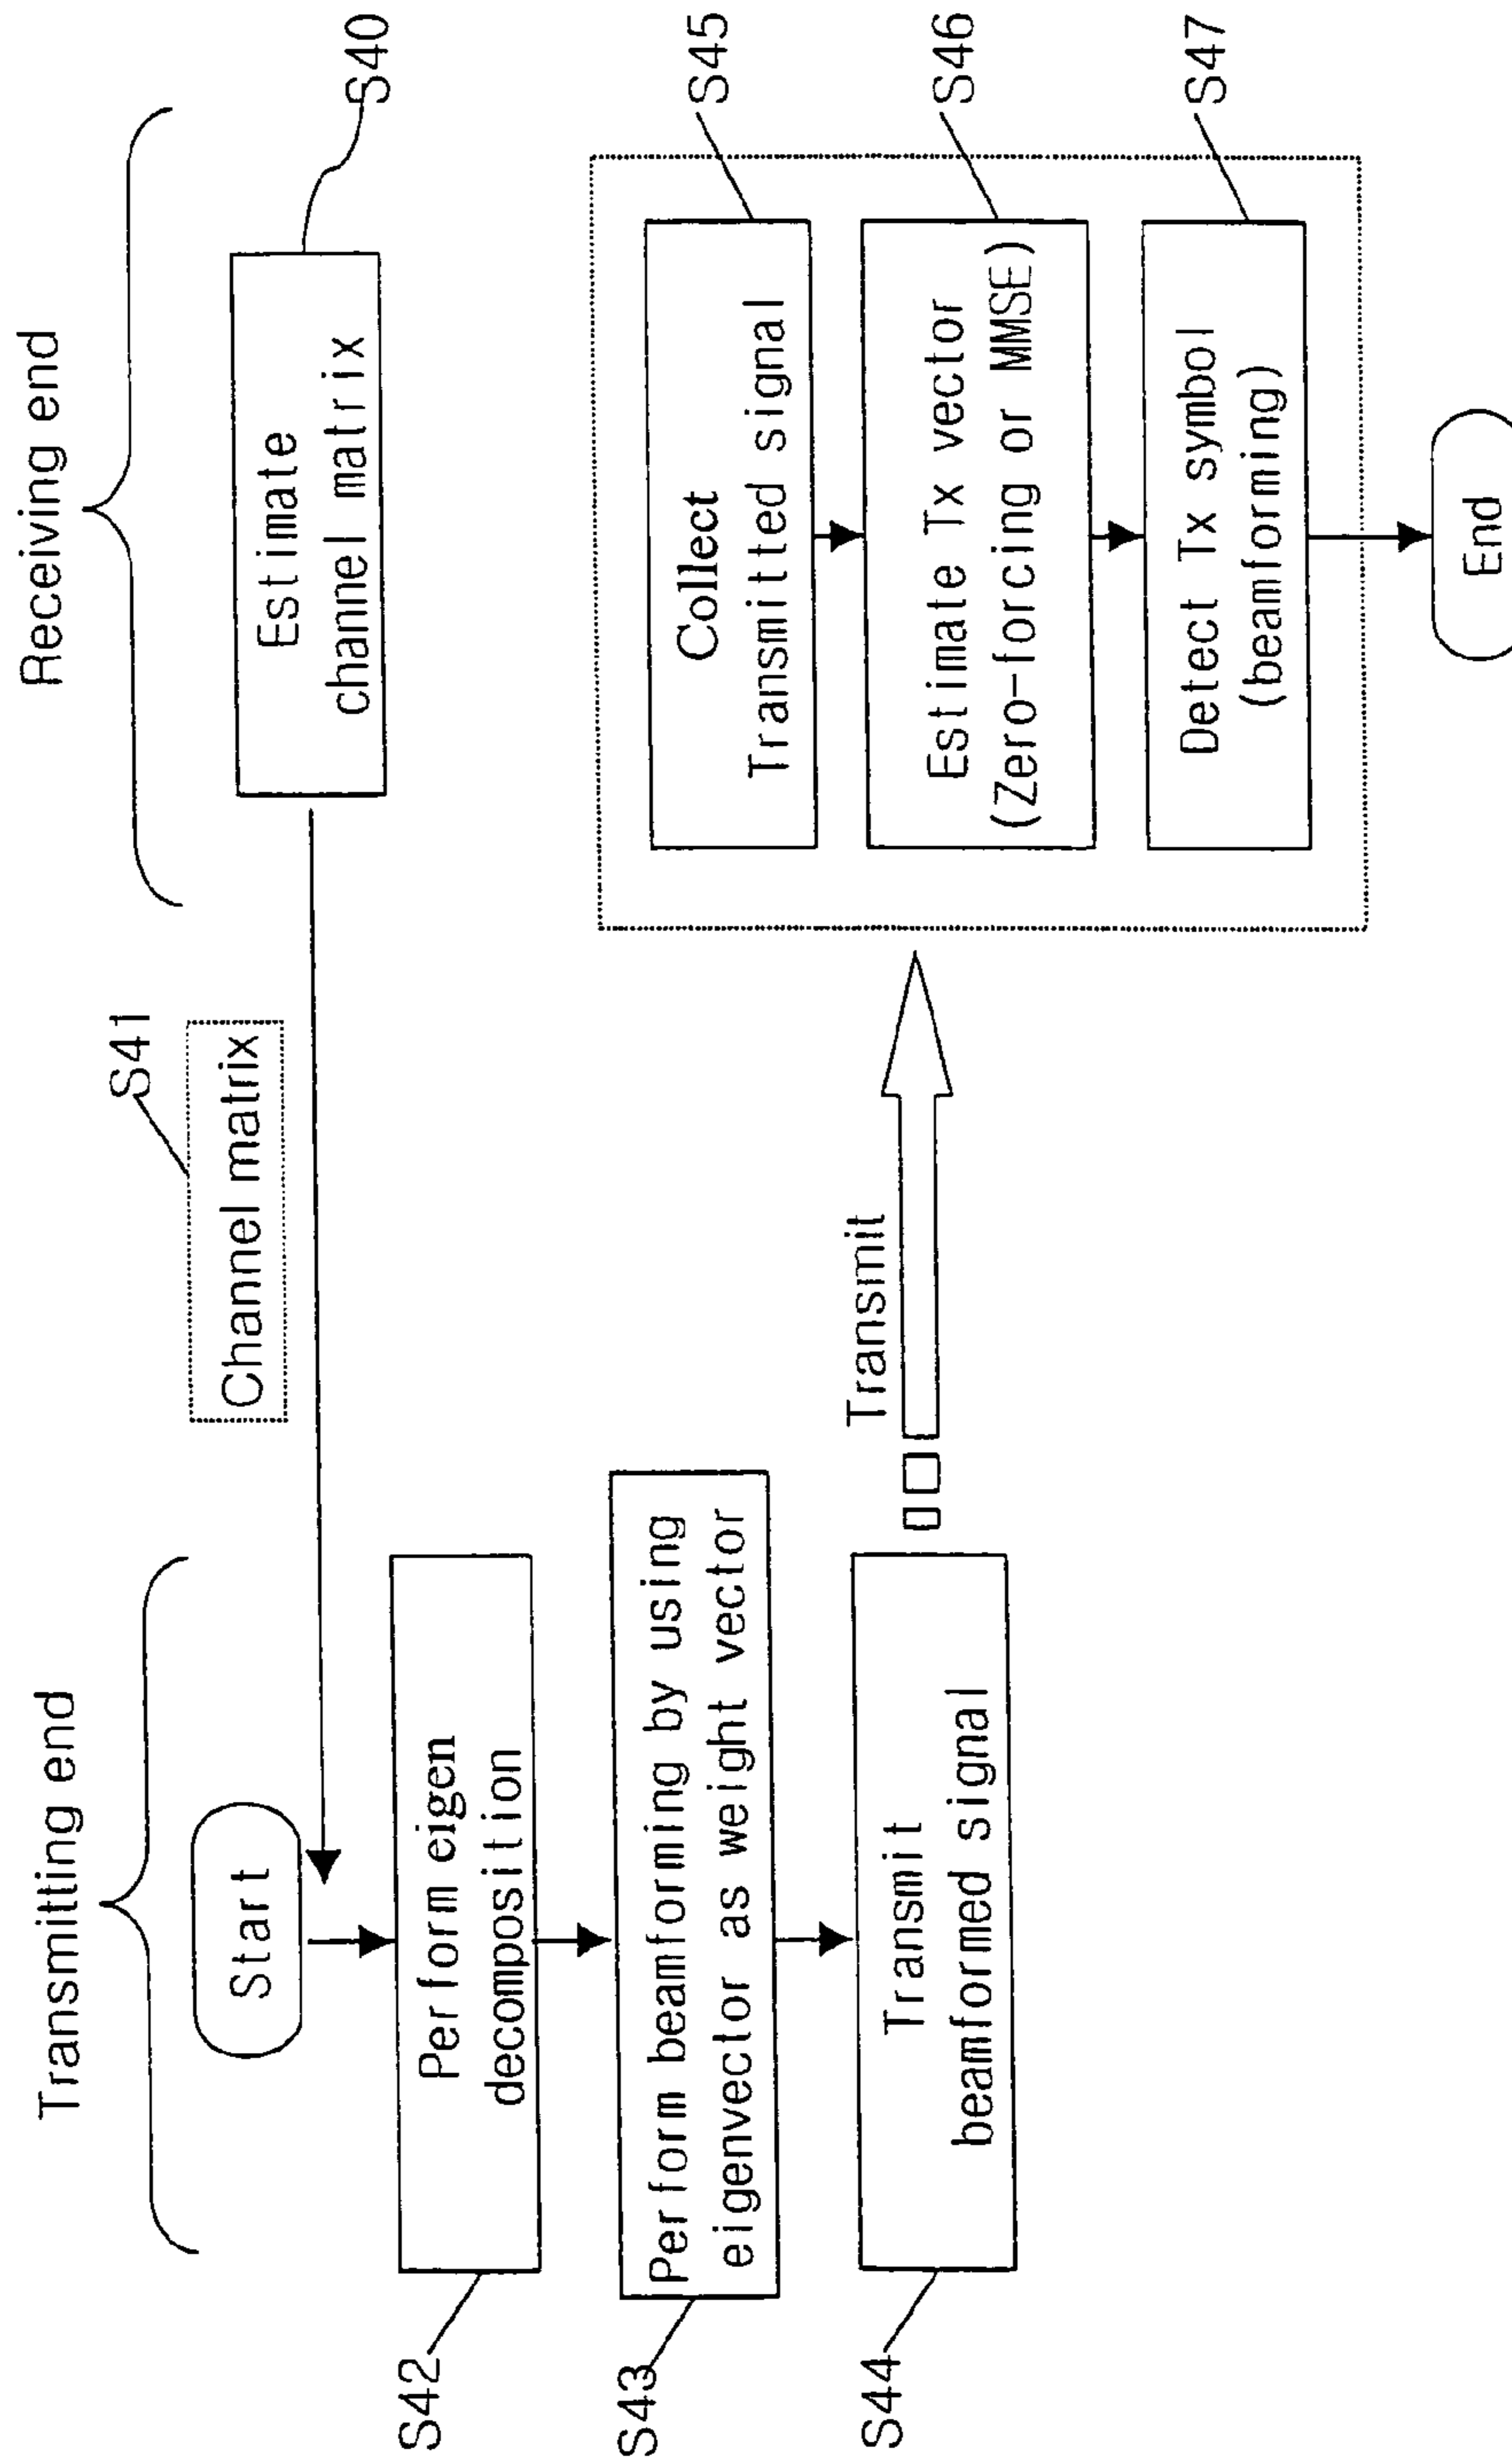 Transmitting end
Receiving end
Start
S41
Channel matrix
Estimate
channel matrix
S40
S42
Perform eigen
decomposition
S43
Perform beamforming by using
eigenvector as weight vector
S44
Transmit
beamformed signal
Transmit
Collect
Transmitted signal
S45
Estimate Tx vector
(Zero-forcing or MMSE)
S46
Detect Tx symbol
(beamforming)
S47
End